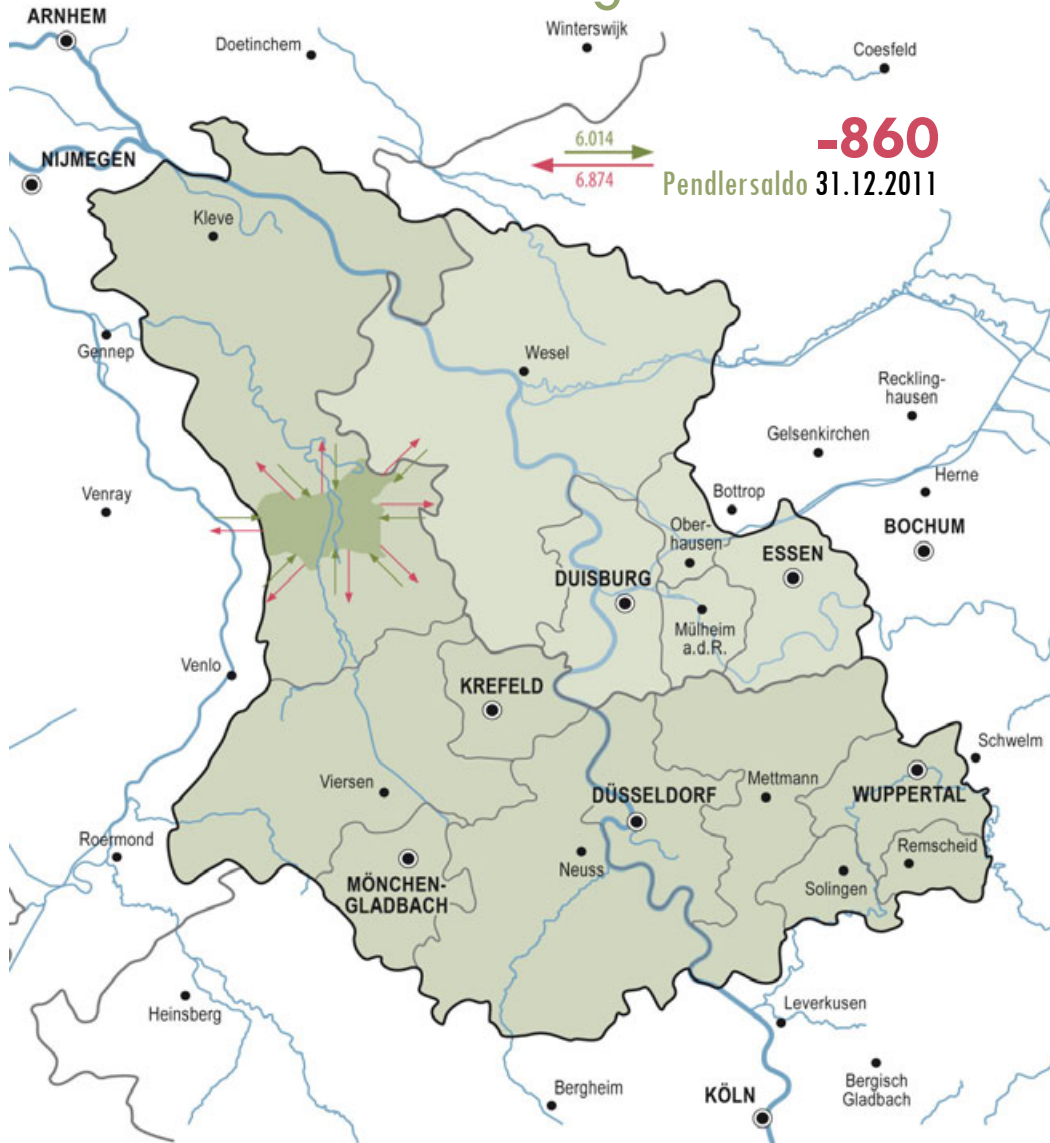 ARNHEM
Doetinchem
Winterswijk
Coesfeld
6.014
-860
6.874
Pendlersaldo 31.12.2011
NIJMEGEN
Kleve
Gennep
Wesel
Reckling-
hausen
Gelsenkirchen
Herne
Venray
Bottrop
BOCHUM
Ober-
hausen
ESSEN
DUISBURG
Mülheim
a.d.R.
Venlo
KREFELD
Schwelm
Viersen
Mettmann
DÜSSELDORF
WUPPERTAL
Roermond
Neuss
Remscheid
Solingen
MÖNCHEN-
GLADBACH
Heinsberg
Leverkusen
Bergheim
KÖLN
Bergisch
Gladbach